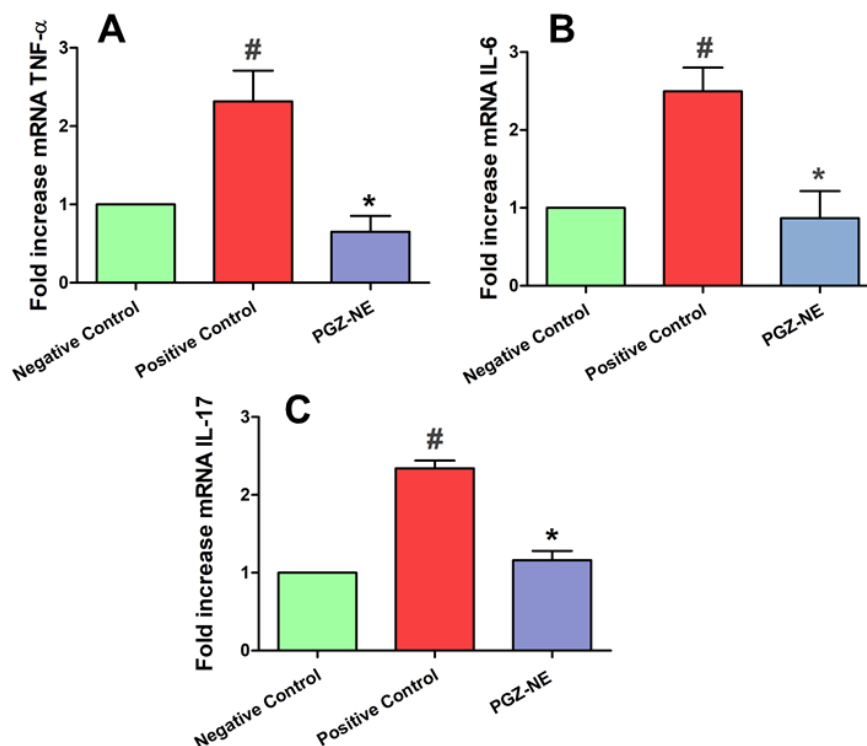 A
Fold increase mRNA TNF-α
3
2
1
0
#
*
Negative Control
Positive Control
PGZ-NE
B
Fold increase mRNA IL-6
3
2
1
0
#
*
Negative Control
Positive Control
PGZ-NE
C
Fold increase mRNA IL-17
3
2
1
0
#
*
Negative Control
Positive Control
PGZ-NE